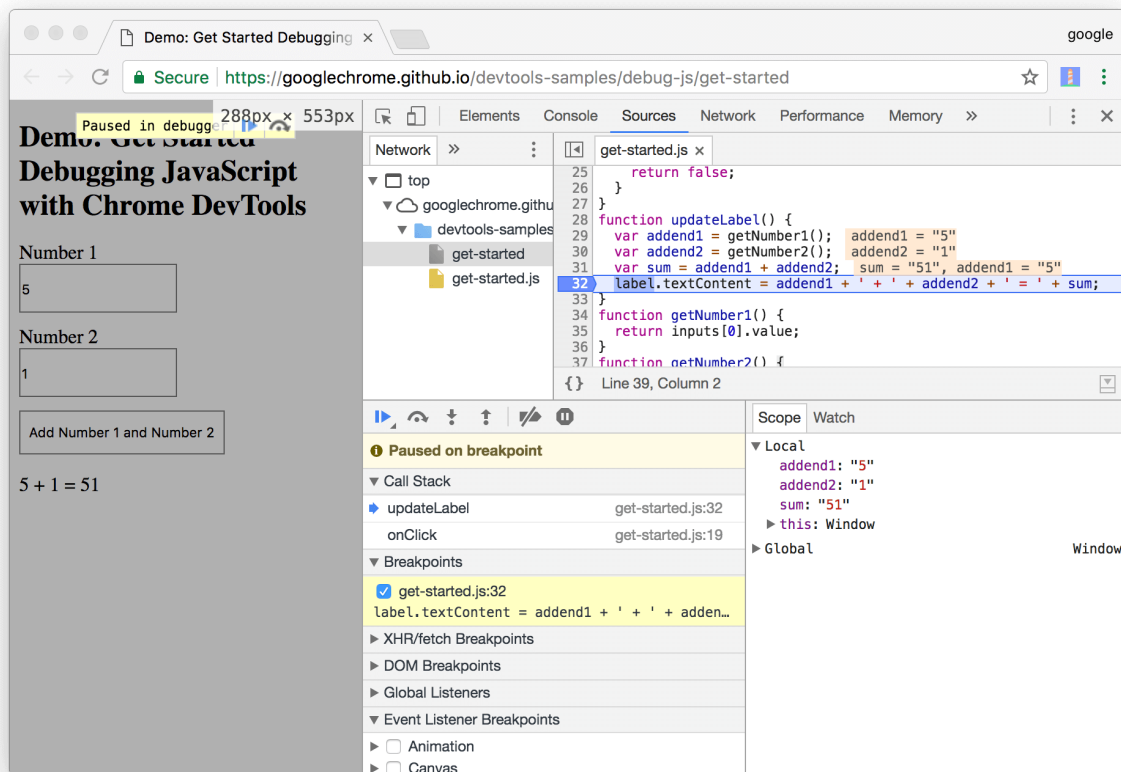 Demo: Get Started Debugging
google
Secure https://googlechrome.github.io/devtools-samples/debug-js/get-started
Paused in debugger
288px × 553px
Demo: Get Started
Debugging JavaScript
with Chrome DevTools
Number 1
5
Number 2
1
Add Number 1 and Number 2
5 + 1 = 51
Elements Console Sources Network Performance Memory »
Network »
top
googlechrome.githu
devtools-samples
get-started
get-started.js
get-started.js ×
25 return false;
26 }
27 }
28 function updateLabel() {
29 var addend1 = getNumber1(); addend1 = "5"
30 var addend2 = getNumber2(); addend2 = "1"
31 var sum = addend1 + addend2; sum = "51", addend1 = "5"
32 label.textContent = addend1 + ' + ' + addend2 + ' = ' + sum;
33 }
34 function getNumber1() {
35 return inputs[0].value;
36 }
37 function getNumber2() {
{} Line 39, Column 2
Paused on breakpoint
Call Stack
updateLabel get-started.js:32
onClick get-started.js:19
Breakpoints
get-started.js:32
label.textContent = addend1 + ' + ' + adden…
XHR/fetch Breakpoints
DOM Breakpoints
Global Listeners
Event Listener Breakpoints
Animation
Canvas
Scope Watch
Local
addend1: "5"
addend2: "1"
sum: "51"
this: Window
Global Window